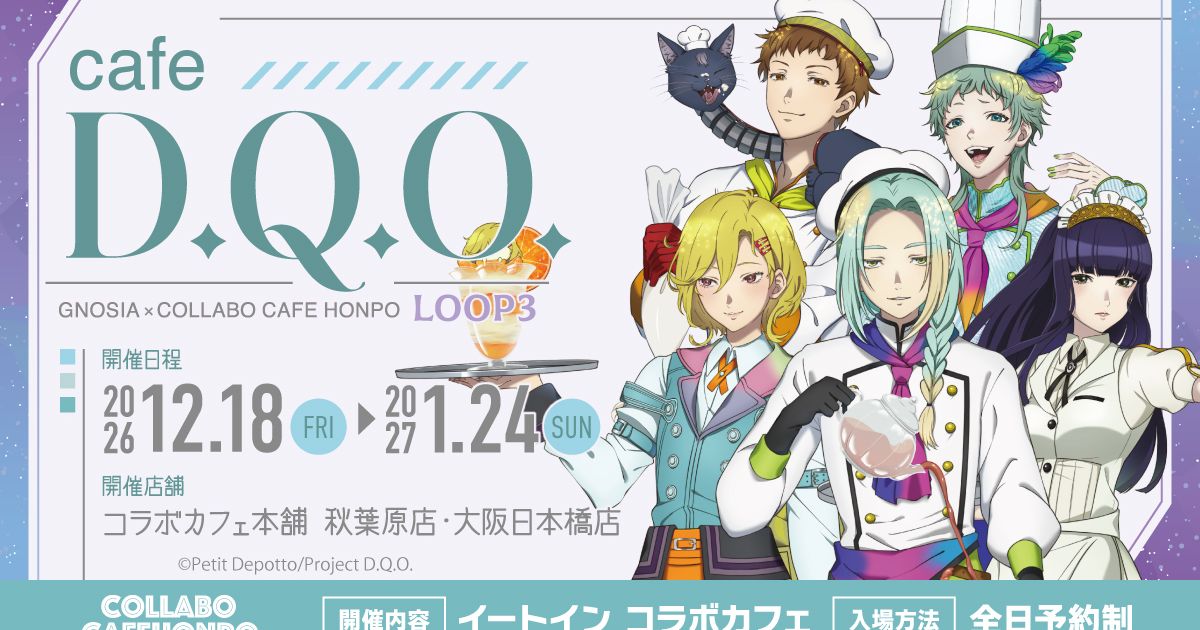 cafe
D.Q.O.
GNOSIA×COLLABO CAFE HONPO LOOP3
開催日程
2026 12.18 FRI ▶ 2027 1.24 SUN
開催店舗
コラボカフェ本舗 秋葉原店・大阪日本橋店
©Petit Depotto/Project D.Q.O.
COLLABO
CAFEHONPO
開催内容 イートイン コラボカフェ 入場方法 全日予約制